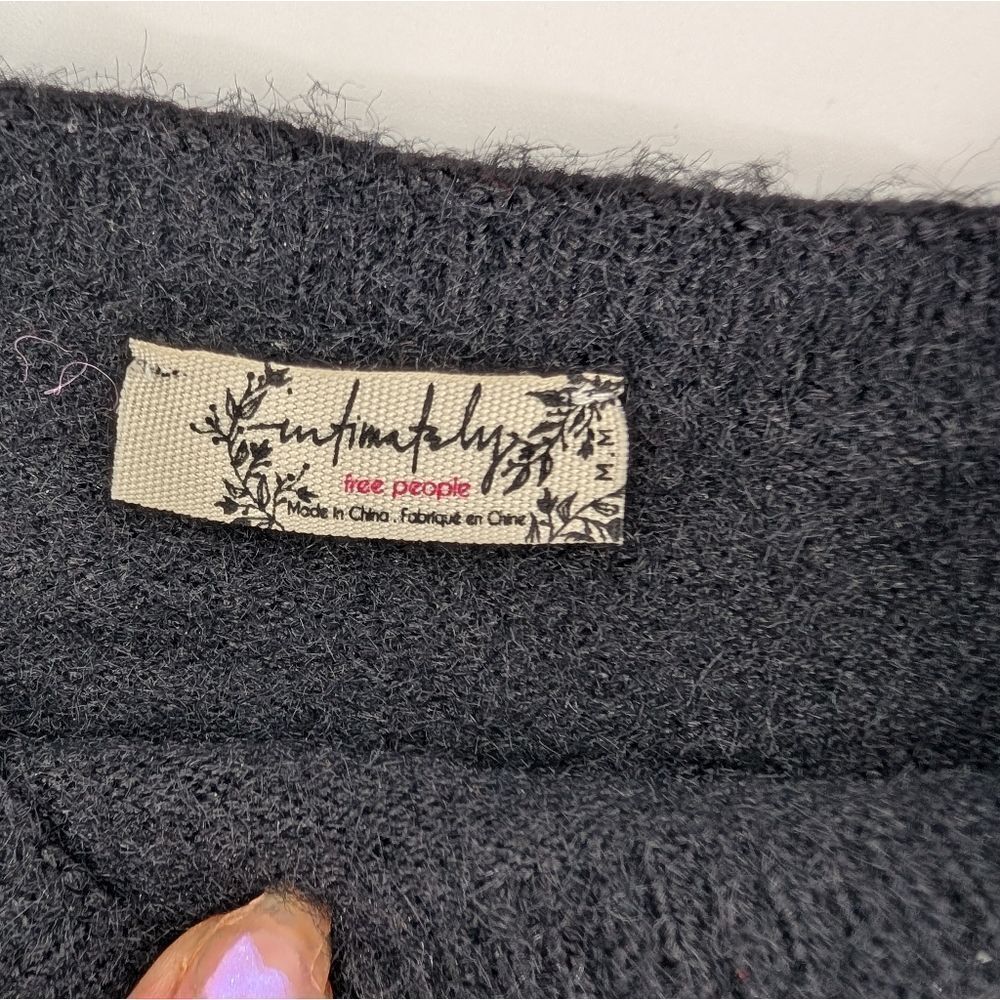 intimately
free people
Made in China . Fabriqué en Chine
M.M